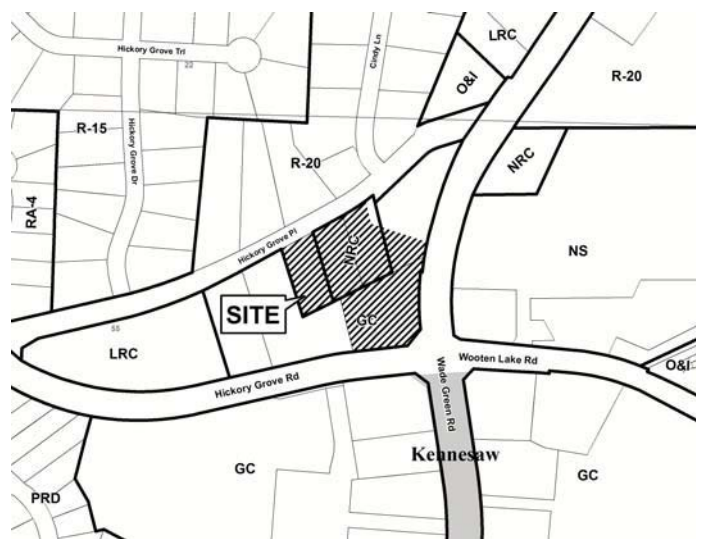 LRC
Hickory Grove Trl
Cindy Ln
22
O&I
R-20
R-15
Hickory Grove Dr
R-20
NRC
RA-4
Hickory Grove Pl
NRC
NS
SITE
GC
55
LRC
Wooten Lake Rd
O&I
Hickory Grove Rd
Wade Green Rd
Kennesaw
GC
GC
PRD